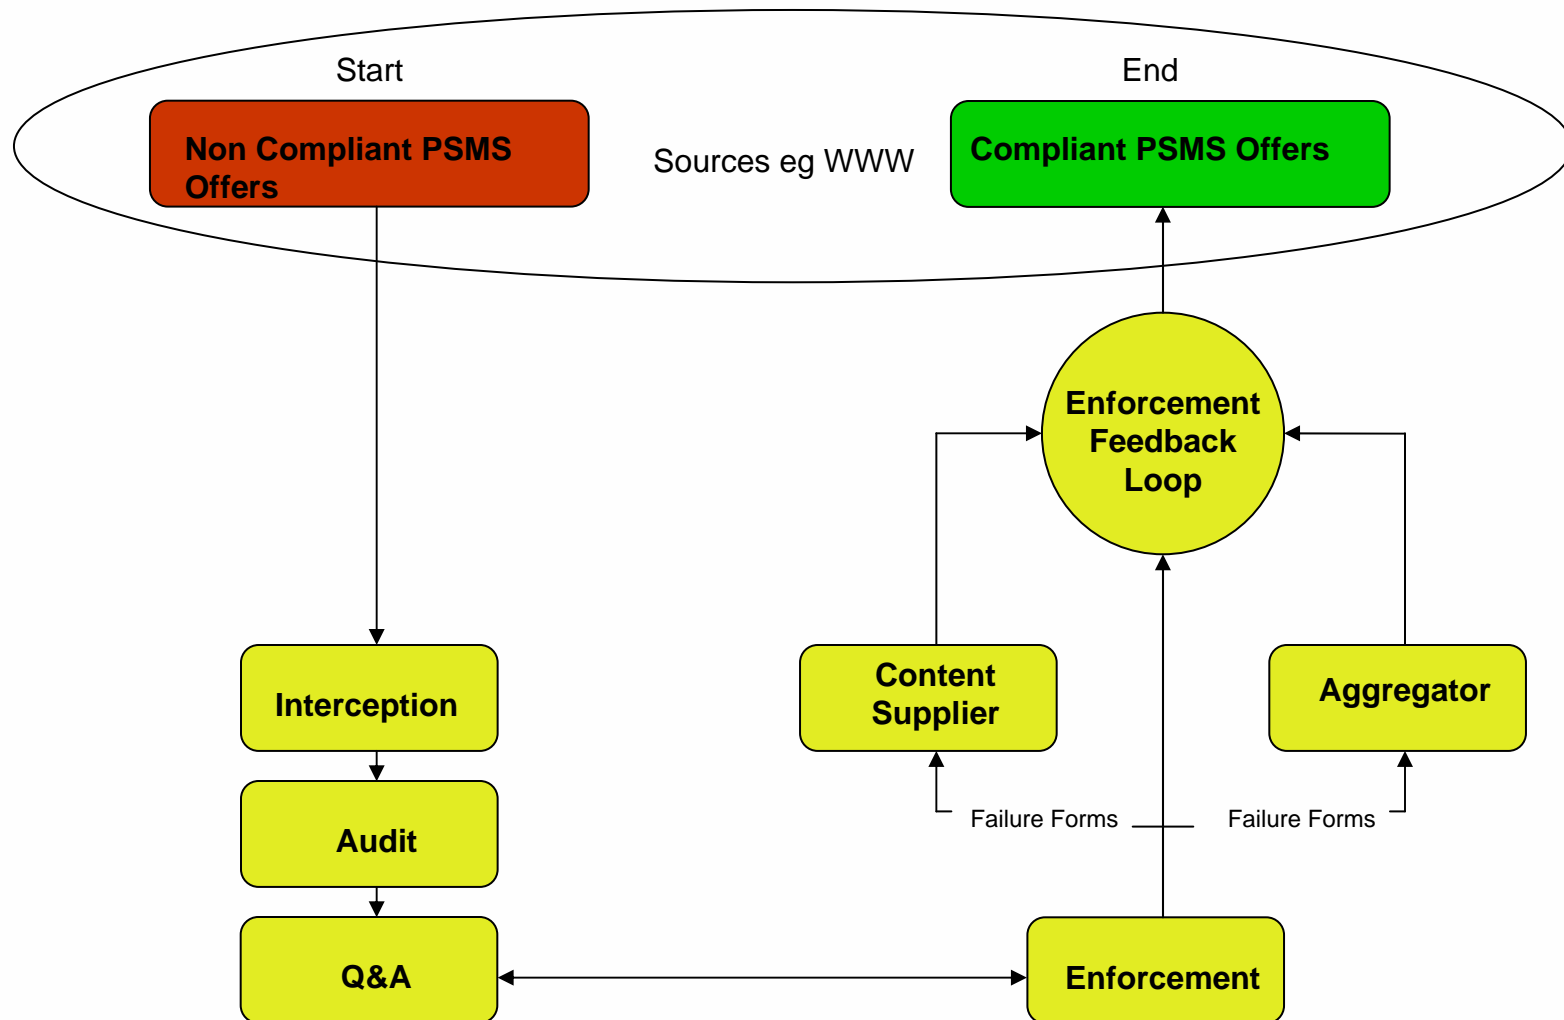 Start
End
Non Compliant PSMS
Offers
Sources eg WWW
Compliant PSMS Offers
Enforcement
Feedback
Loop
Content
Supplier
Aggregator
Interception
Failure Forms
Failure Forms
Audit
Q&A
Enforcement